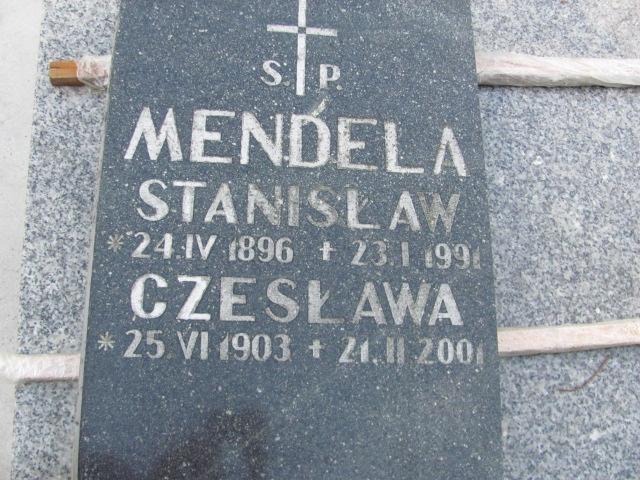 Ś. P.
MENDELA
STANISŁAW
* 24.IV 1896 + 23.I.1991
CZESŁAWA
* 25.VI 1903 + 21.II.2001